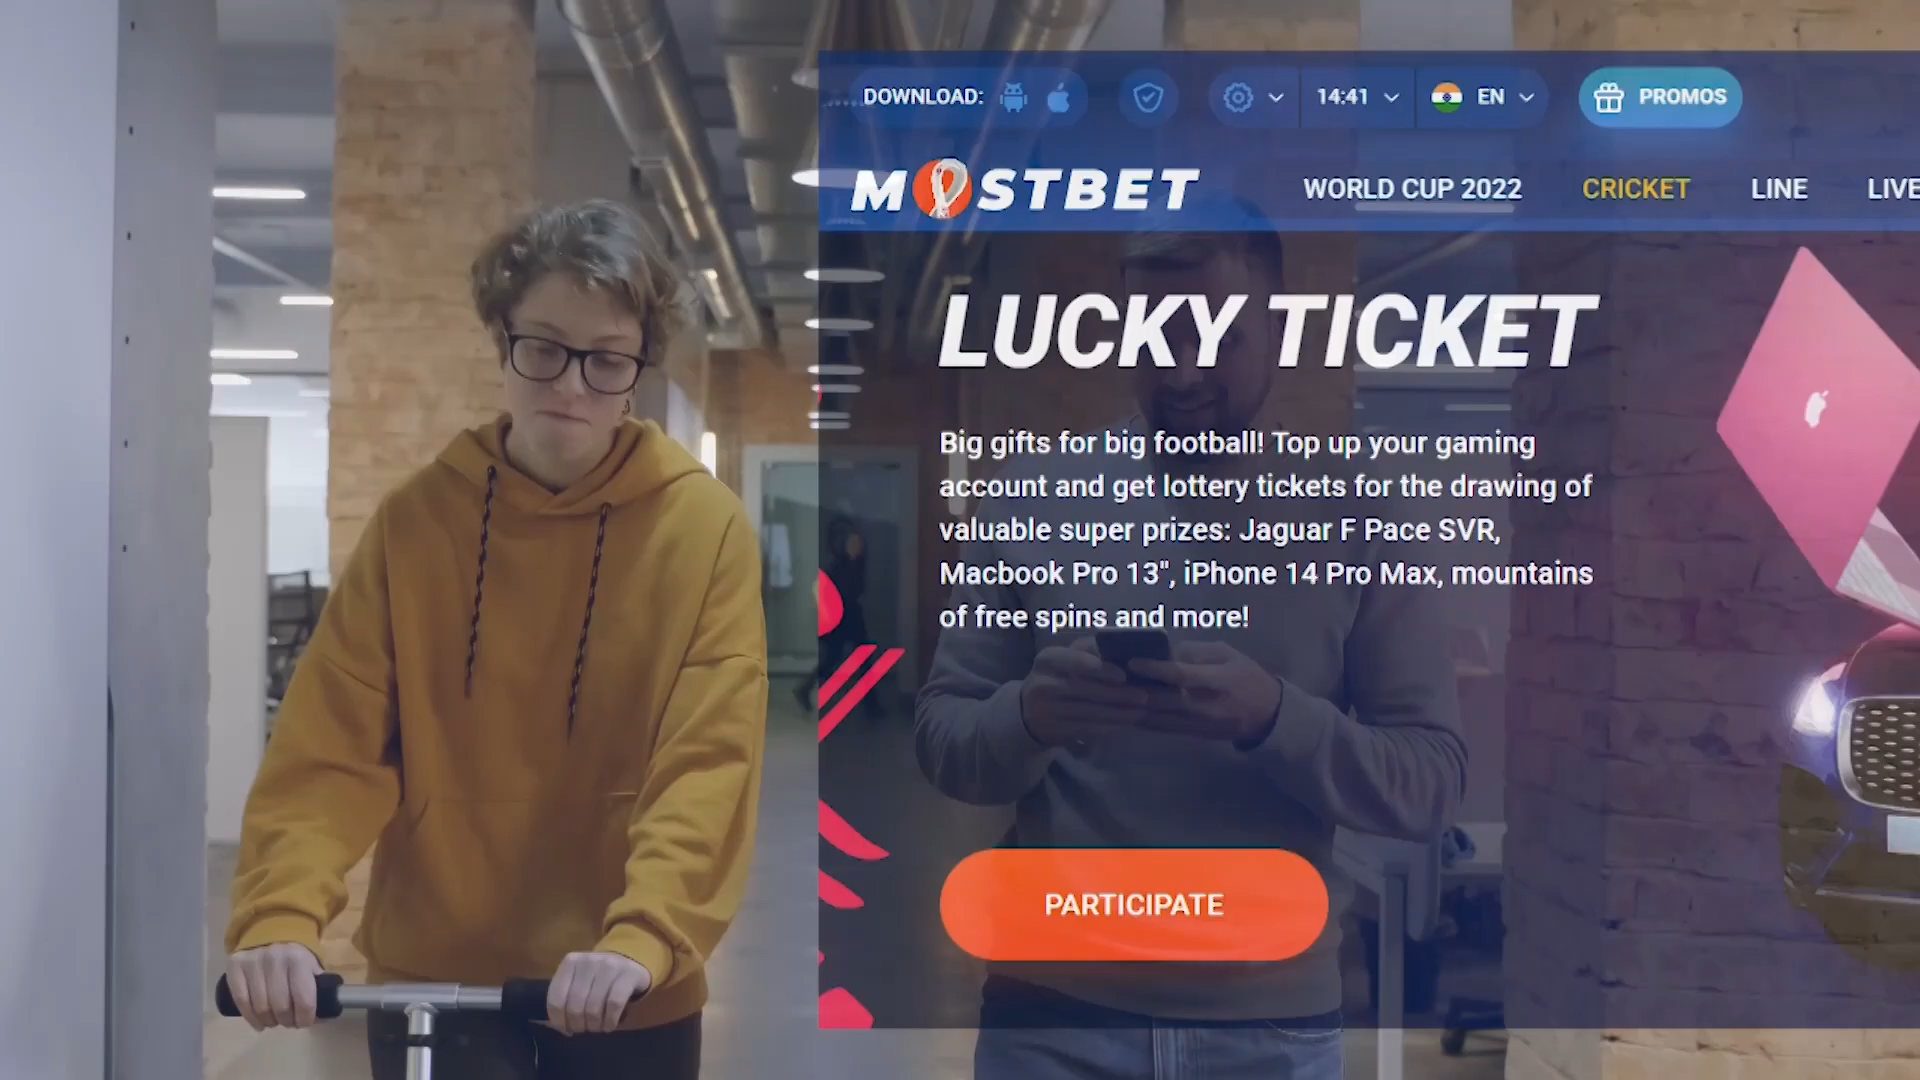 DOWNLOAD:
14:41
EN
PROMOS
MOSTBET
WORLD CUP 2022
CRICKET
LINE
LIVE
LUCKY TICKET
Big gifts for big football! Top up your gaming
account and get lottery tickets for the drawing of
valuable super prizes: Jaguar F Pace SVR,
Macbook Pro 13", iPhone 14 Pro Max, mountains
of free spins and more!
PARTICIPATE